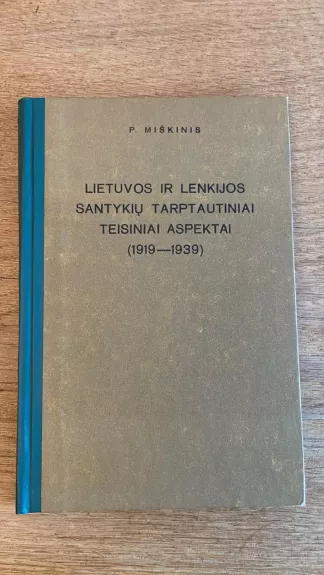 P. MIŠKINIS
LIETUVOS IR LENKIJOS
SANTYKIŲ TARPTAUTINIAI
TEISINIAI ASPEKTAI
(1919—1939)